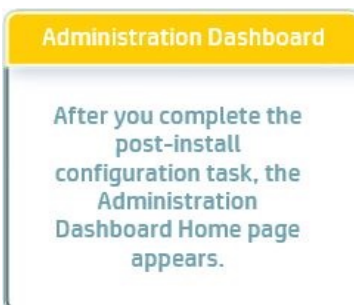 Administration Dashboard
After you complete the
post-install
configuration task, the
Administration
Dashboard Home page
appears.